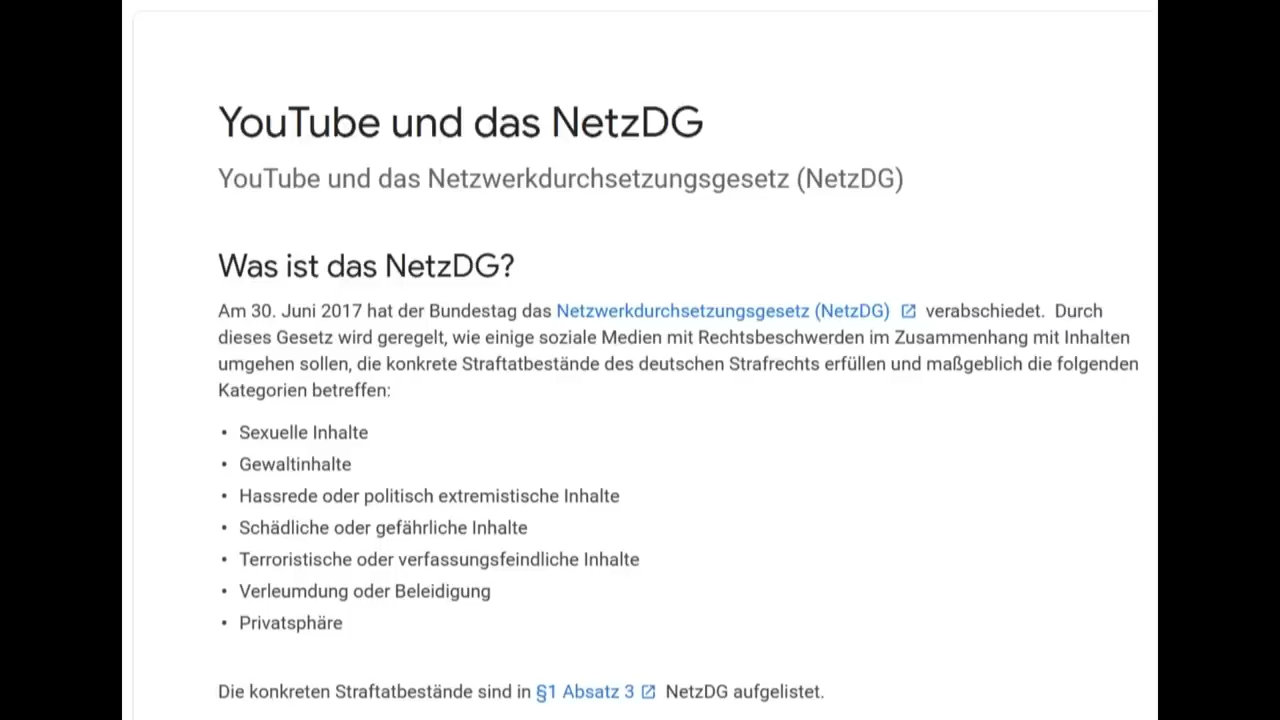 YouTube und das NetzDG
YouTube und das Netzwerkdurchsetzungsgesetz (NetzDG)
Was ist das NetzDG?
Am 30. Juni 2017 hat der Bundestag das Netzwerkdurchsetzungsgesetz (NetzDG) verabschiedet. Durch
dieses Gesetz wird geregelt, wie einige soziale Medien mit Rechtsbeschwerden im Zusammenhang mit Inhalten
umgehen sollen, die konkrete Straftatbestände des deutschen Strafrechts erfüllen und maßgeblich die folgenden
Kategorien betreffen:
• Sexuelle Inhalte
• Gewaltinhalte
• Hassrede oder politisch extremistische Inhalte
• Schädliche oder gefährliche Inhalte
• Terroristische oder verfassungsfeindliche Inhalte
• Verleumdung oder Beleidigung
• Privatsphäre
Die konkreten Straftatbestände sind in §1 Absatz 3 NetzDG aufgelistet.